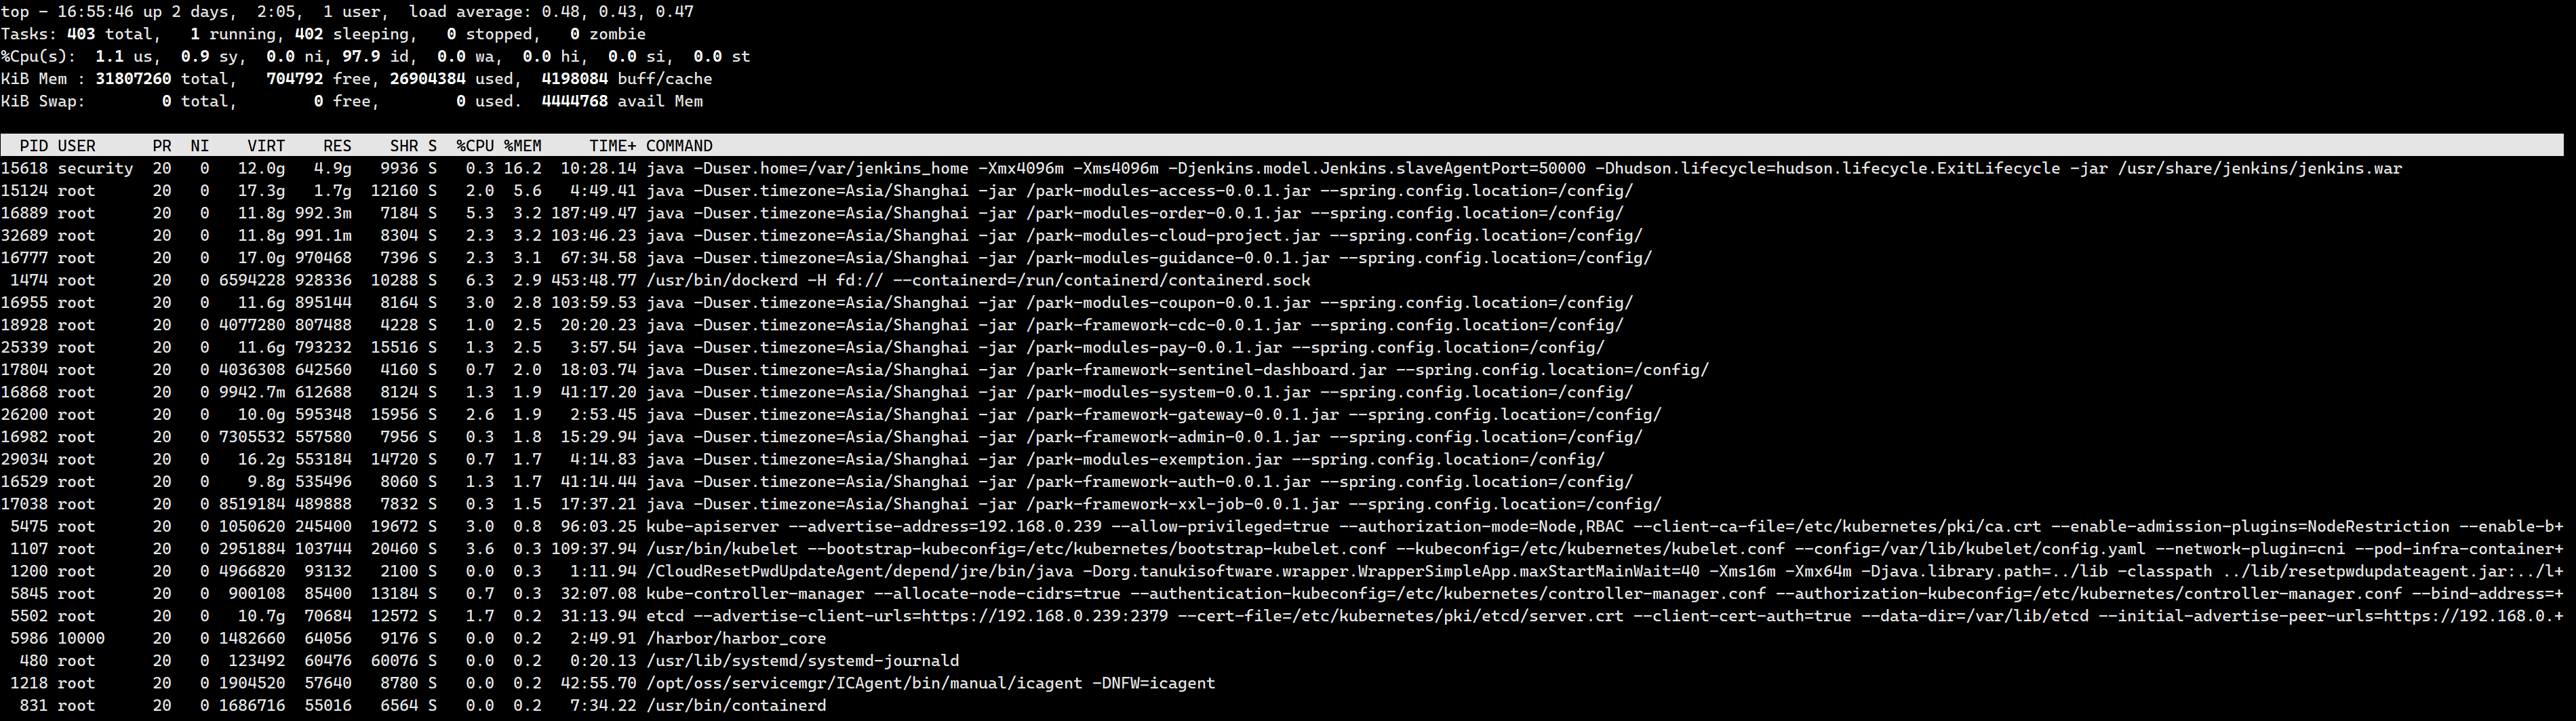 top - 16:55:46 up 2 days,  2:05,  1 user,  load average: 0.48, 0.43, 0.47
Tasks: 403 total,   1 running, 402 sleeping,   0 stopped,   0 zombie
%Cpu(s):  1.1 us,  0.9 sy,  0.0 ni, 97.9 id,  0.0 wa,  0.0 hi,  0.0 si,  0.0 st
KiB Mem : 31807260 total,   704792 free, 26904384 used,  4198084 buff/cache
KiB Swap:        0 total,        0 free,        0 used.  4444768 avail Mem
  PID USER      PR  NI    VIRT    RES    SHR S  %CPU %MEM     TIME+ COMMAND
15618 security  20   0   12.0g   4.9g   9936 S   0.3 16.2  10:28.14 java -Duser.home=/var/jenkins_home -Xmx4096m -Xms4096m -Djenkins.model.Jenkins.slaveAgentPort=50000 -Dhudson.lifecycle=hudson.lifecycle.ExitLifecycle -jar /usr/share/jenkins/jenkins.war
15124 root      20   0   17.3g   1.7g  12160 S   2.0  5.6   4:49.41 java -Duser.timezone=Asia/Shanghai -jar /park-modules-access-0.0.1.jar --spring.config.location=/config/
16889 root      20   0   11.8g 992.3m   7184 S   5.3  3.2 187:49.47 java -Duser.timezone=Asia/Shanghai -jar /park-modules-order-0.0.1.jar --spring.config.location=/config/
32689 root      20   0   11.8g 991.1m   8304 S   2.3  3.2 103:46.23 java -Duser.timezone=Asia/Shanghai -jar /park-modules-cloud-project.jar --spring.config.location=/config/
16777 root      20   0   17.0g 970468   7396 S   2.3  3.1  67:34.58 java -Duser.timezone=Asia/Shanghai -jar /park-modules-guidance-0.0.1.jar --spring.config.location=/config/
 1474 root      20   0 6594228 928336  10288 S   6.3  2.9 453:48.77 /usr/bin/dockerd -H fd:// --containerd=/run/containerd/containerd.sock
16955 root      20   0   11.6g 895144   8164 S   3.0  2.8 103:59.53 java -Duser.timezone=Asia/Shanghai -jar /park-modules-coupon-0.0.1.jar --spring.config.location=/config/
18928 root      20   0 4077280 807488   4228 S   1.0  2.5  20:20.23 java -Duser.timezone=Asia/Shanghai -jar /park-framework-cdc-0.0.1.jar --spring.config.location=/config/
25339 root      20   0   11.6g 793232  15516 S   1.3  2.5   3:57.54 java -Duser.timezone=Asia/Shanghai -jar /park-modules-pay-0.0.1.jar --spring.config.location=/config/
17804 root      20   0 4036308 642560   4160 S   0.7  2.0  18:03.74 java -Duser.timezone=Asia/Shanghai -jar /park-framework-sentinel-dashboard.jar --spring.config.location=/config/
16868 root      20   0 9942.7m 612688   8124 S   1.3  1.9  41:17.20 java -Duser.timezone=Asia/Shanghai -jar /park-modules-system-0.0.1.jar --spring.config.location=/config/
26200 root      20   0   10.0g 595348  15956 S   2.6  1.9   2:53.45 java -Duser.timezone=Asia/Shanghai -jar /park-framework-gateway-0.0.1.jar --spring.config.location=/config/
16982 root      20   0 7305532 557580   7956 S   0.3  1.8  15:29.94 java -Duser.timezone=Asia/Shanghai -jar /park-framework-admin-0.0.1.jar --spring.config.location=/config/
29034 root      20   0   16.2g 553184  14720 S   0.7  1.7   4:14.83 java -Duser.timezone=Asia/Shanghai -jar /park-modules-exemption.jar --spring.config.location=/config/
16529 root      20   0    9.8g 535496   8060 S   1.3  1.7  41:14.44 java -Duser.timezone=Asia/Shanghai -jar /park-framework-auth-0.0.1.jar --spring.config.location=/config/
17038 root      20   0 8519184 489888   7832 S   0.3  1.5  17:37.21 java -Duser.timezone=Asia/Shanghai -jar /park-framework-xxl-job-0.0.1.jar --spring.config.location=/config/
 5475 root      20   0 1050620 245400  19672 S   3.0  0.8  96:03.25 kube-apiserver --advertise-address=192.168.0.239 --allow-privileged=true --authorization-mode=Node,RBAC --client-ca-file=/etc/kubernetes/pki/ca.crt --enable-admission-plugins=NodeRestriction --enable-b+
 1107 root      20   0 2951884 103744  20460 S   3.6  0.3 109:37.94 /usr/bin/kubelet --bootstrap-kubeconfig=/etc/kubernetes/bootstrap-kubelet.conf --kubeconfig=/etc/kubernetes/kubelet.conf --config=/var/lib/kubelet/config.yaml --network-plugin=cni --pod-infra-container+
 1200 root      20   0 4966820  93132   2100 S   0.0  0.3   1:11.94 /CloudResetPwdUpdateAgent/depend/jre/bin/java -Dorg.tanukisoftware.wrapper.WrapperSimpleApp.maxStartMainWait=40 -Xms16m -Xmx64m -Djava.library.path=../lib -classpath ../lib/resetpwdupdateagent.jar:../l+
 5845 root      20   0  900108  85400  13184 S   0.7  0.3  32:07.08 kube-controller-manager --allocate-node-cidrs=true --authentication-kubeconfig=/etc/kubernetes/controller-manager.conf --authorization-kubeconfig=/etc/kubernetes/controller-manager.conf --bind-address=+
 5502 root      20   0   10.7g  70684  12572 S   1.7  0.2  31:13.94 etcd --advertise-client-urls=https://192.168.0.239:2379 --cert-file=/etc/kubernetes/pki/etcd/server.crt --client-cert-auth=true --data-dir=/var/lib/etcd --initial-advertise-peer-urls=https://192.168.0.+
 5986 10000     20   0 1482660  64056   9176 S   0.0  0.2   2:49.91 /harbor/harbor_core
  480 root      20   0  123492  60476  60076 S   0.0  0.2   0:20.13 /usr/lib/systemd/systemd-journald
 1218 root      20   0 1904520  57640   8780 S   0.0  0.2  42:55.70 /opt/oss/servicemgr/ICAgent/bin/manual/icagent -DNFW=icagent
  831 root      20   0 1686716  55016   6564 S   0.0  0.2   7:34.22 /usr/bin/containerd